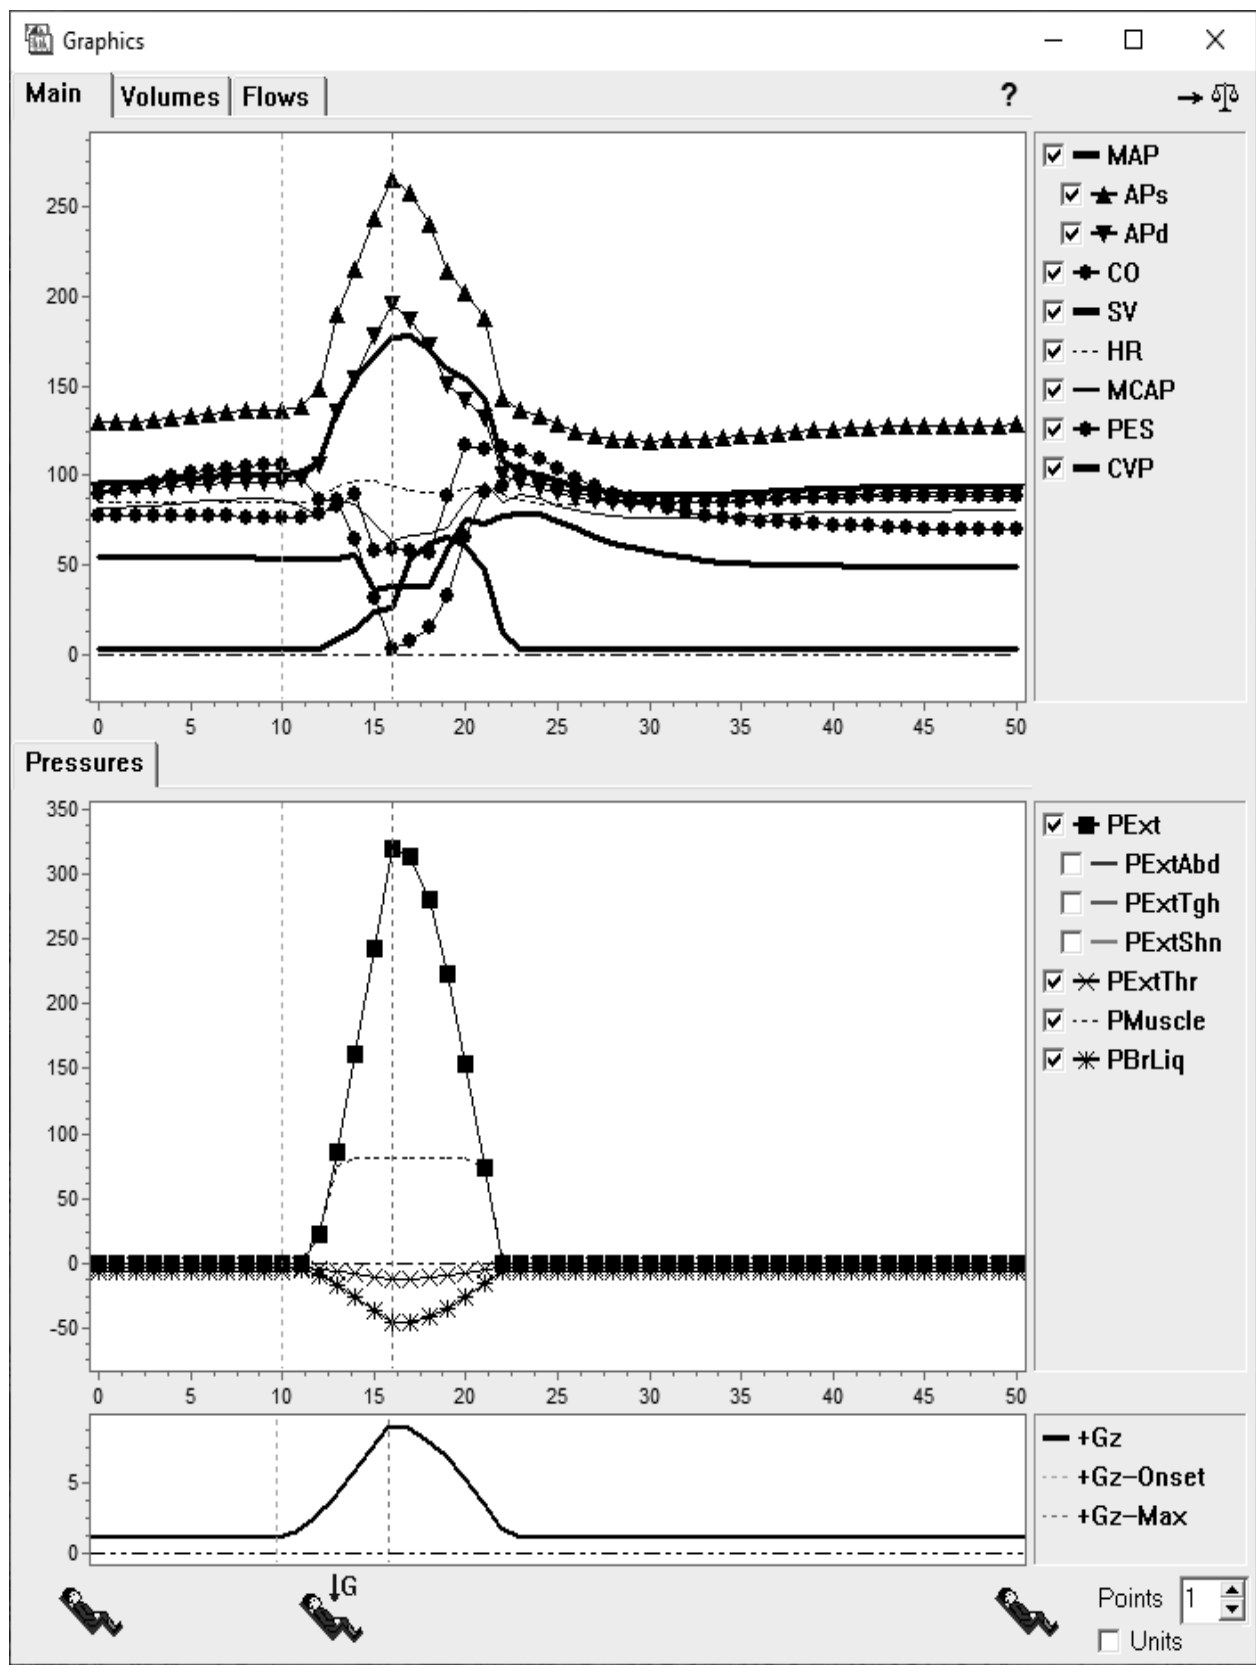 Graphics
Main Volumes Flows ?
250
200
150
100
50
0
0 5 10 15 20 25 30 35 40 45 50
MAP
APs
APd
CO
SV
HR
MCAP
PES
CVP
Pressures
350
300
250
200
150
100
50
0
-50
0 5 10 15 20 25 30 35 40 45 50
PExt
PExtAbd
PExtTgh
PExtShn
PExtThr
PMuscle
PBrLiq
5
0
+Gz
+Gz-Onset
+Gz-Max
G
Points 1
Units